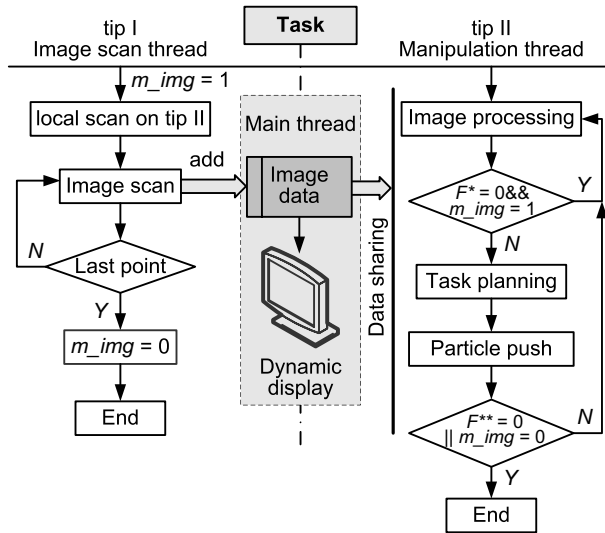 tip I
Image scan thread
Task
tip II
Manipulation thread
m_img = 1
local scan on tip II
Image scan
add
Last point
N
Y
m_img = 0
End
Main thread
Image
data
Dynamic
display
Data sharing
Image processing
F* = 0&&
m_img = 1
Y
N
Task planning
Particle push
F** = 0
|| m_img = 0
N
Y
End